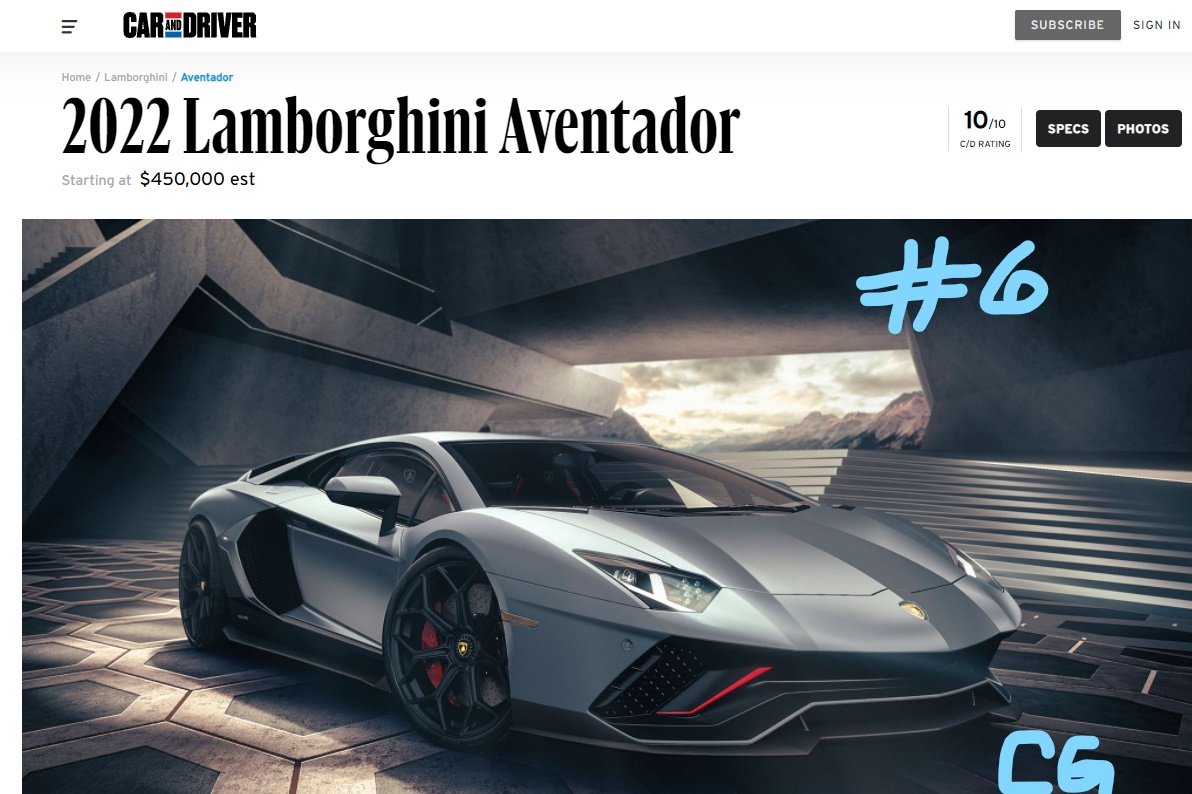 CAR AND DRIVER
SUBSCRIBE
SIGN IN
Home / Lamborghini / Aventador
2022 Lamborghini Aventador
10/10
C/D RATING
SPECS
PHOTOS
Starting at $450,000 est
#6
CG